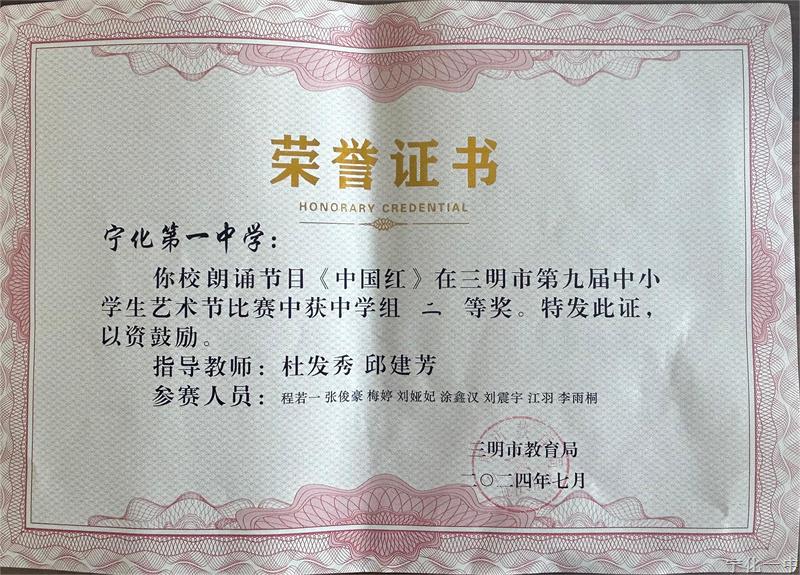 荣誉证书
HONORARY CREDENTIAL
宁化第一中学：
你校朗诵节目《中国红》在三明市第九届中小
学生艺术节比赛中获中学组 二 等奖。特发此证，
以资鼓励。
指导教师：杜发秀 邱建芳
参赛人员：程若一 张俊豪 梅婷 刘娅妃 涂鑫汉 刘震宇 江羽 李雨桐
三明市教育局
二〇二四年七月
宁化一中